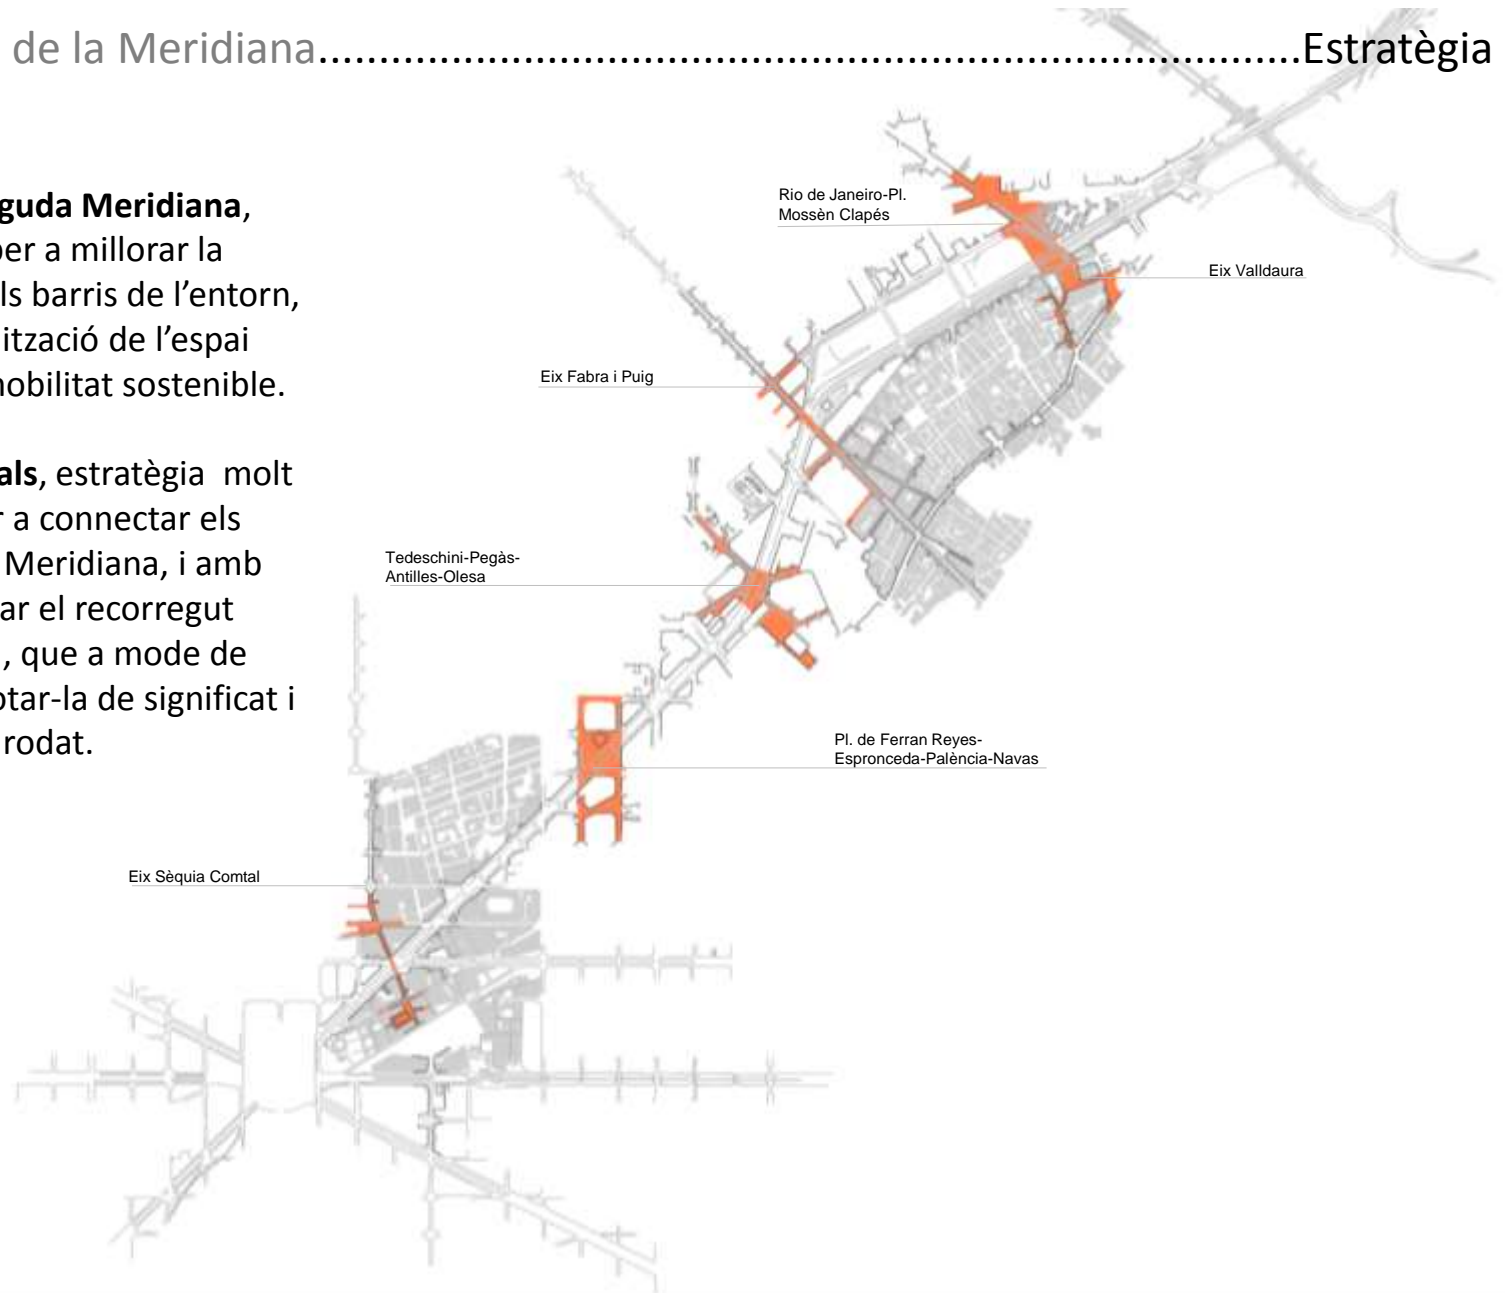 de la Meridiana................................................................................Estratègia
guda Meridiana,
per a millorar la
ls barris de l'entorn,
ització de l'espai
mobilitat sostenible.
als, estratègia molt
r a connectar els
Meridiana, i amb
ar el recorregut
, que a mode de
otar-la de significat i
rodat.
Rio de Janeiro-Pl.
Mossèn Clapés
Eix Valldaura
Eix Fabra i Puig
Tedeschini-Pegàs-
Antilles-Olesa
Pl. de Ferran Reyes-
Espronceda-Palència-Navas
Eix Sèquia Comtal